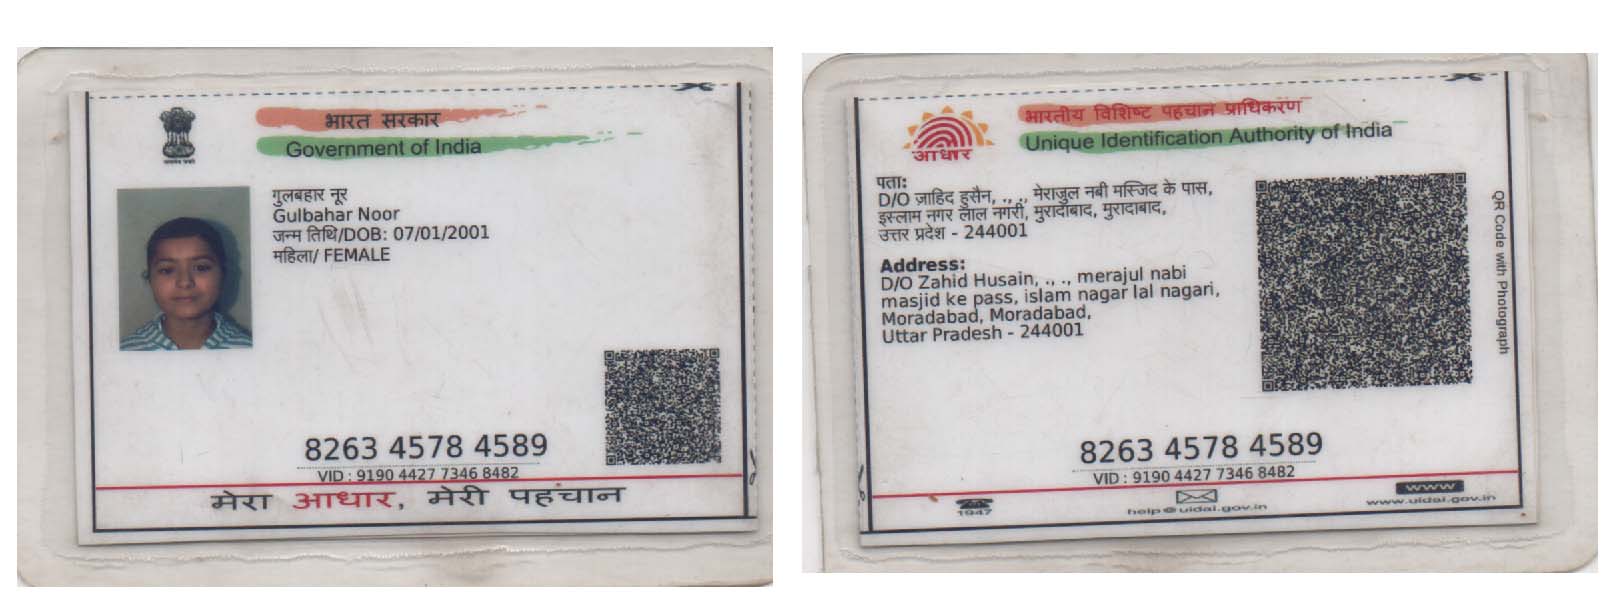 भारत सरकार
Government of India
गुलबहार नूर
Gulbahar Noor
जन्म तिथि/DOB: 07/01/2001
महिला/ FEMALE
8263 4578 4589
VID : 9190 4427 7346 8482
मेरा आधार, मेरी पहचान
भारतीय विशिष्ट पहचान प्राधिकरण
Unique Identification Authority of India
आधार
पता:
D/O ज़ाहिद हुसैन, ., ., मेराजुल नबी मस्जिद के पास,
इस्लाम नगर लाल नगरी, मुरादाबाद, मुरादाबाद,
उत्तर प्रदेश - 244001
Address:
D/O Zahid Husain, ., ., merajul nabi
masjid ke pass, islam nagar lal nagari,
Moradabad, Moradabad,
Uttar Pradesh - 244001
QR Code with Photograph
8263 4578 4589
VID : 9190 4427 7346 8482
1947
help@uidai.gov.in
www
www.uidai.gov.in